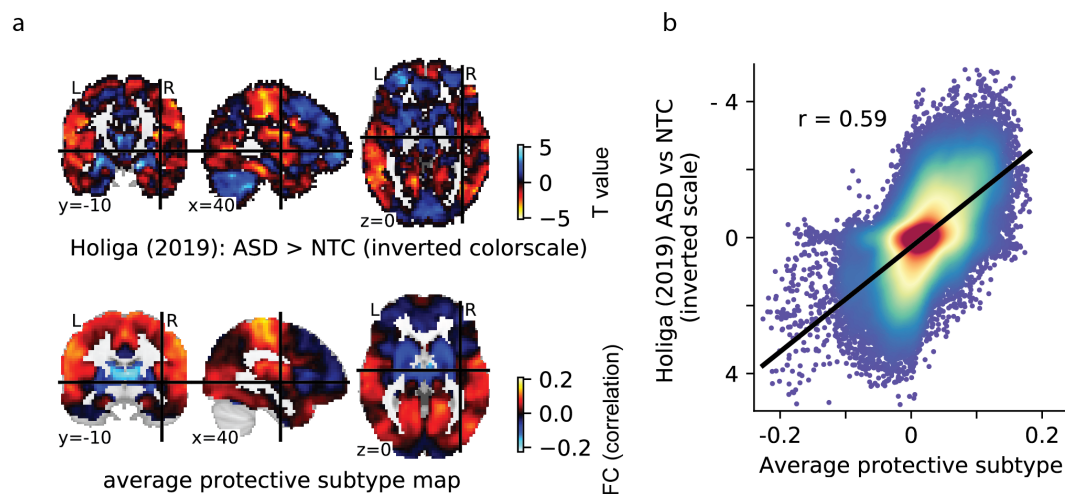 a
L
R
L
R
y=-10
x=40
z=0
5
0
−5
T value
Holiga (2019): ASD > NTC (inverted colorscale)
L
R
L
R
y=-10
x=40
z=0
0.2
0.0
−0.2
FC (correlation)
average protective subtype map
b
Holiga (2019) ASD vs NTC
(inverted scale)
- 4
0
4
r = 0.59
-0.2
0
0.2
Average protective subtype